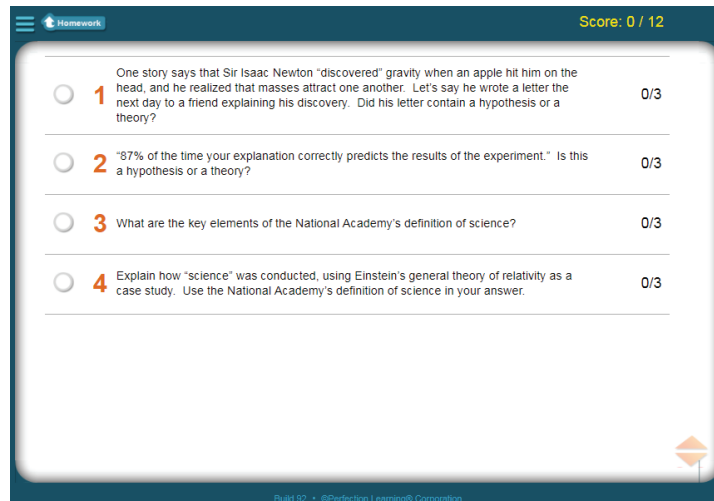 Homework
Score: 0 / 12
1
One story says that Sir Isaac Newton “discovered” gravity when an apple hit him on the
head, and he realized that masses attract one another.  Let’s say he wrote a letter the
next day to a friend explaining his discovery.  Did his letter contain a hypothesis or a
theory?
0/3
2
“87% of the time your explanation correctly predicts the results of the experiment.”  Is this
a hypothesis or a theory?
0/3
3
What are the key elements of the National Academy’s definition of science?
0/3
4
Explain how “science” was conducted, using Einstein’s general theory of relativity as a
case study.  Use the National Academy’s definition of science in your answer.
0/3
Build 92 • ©Perfection Learning® Corporation